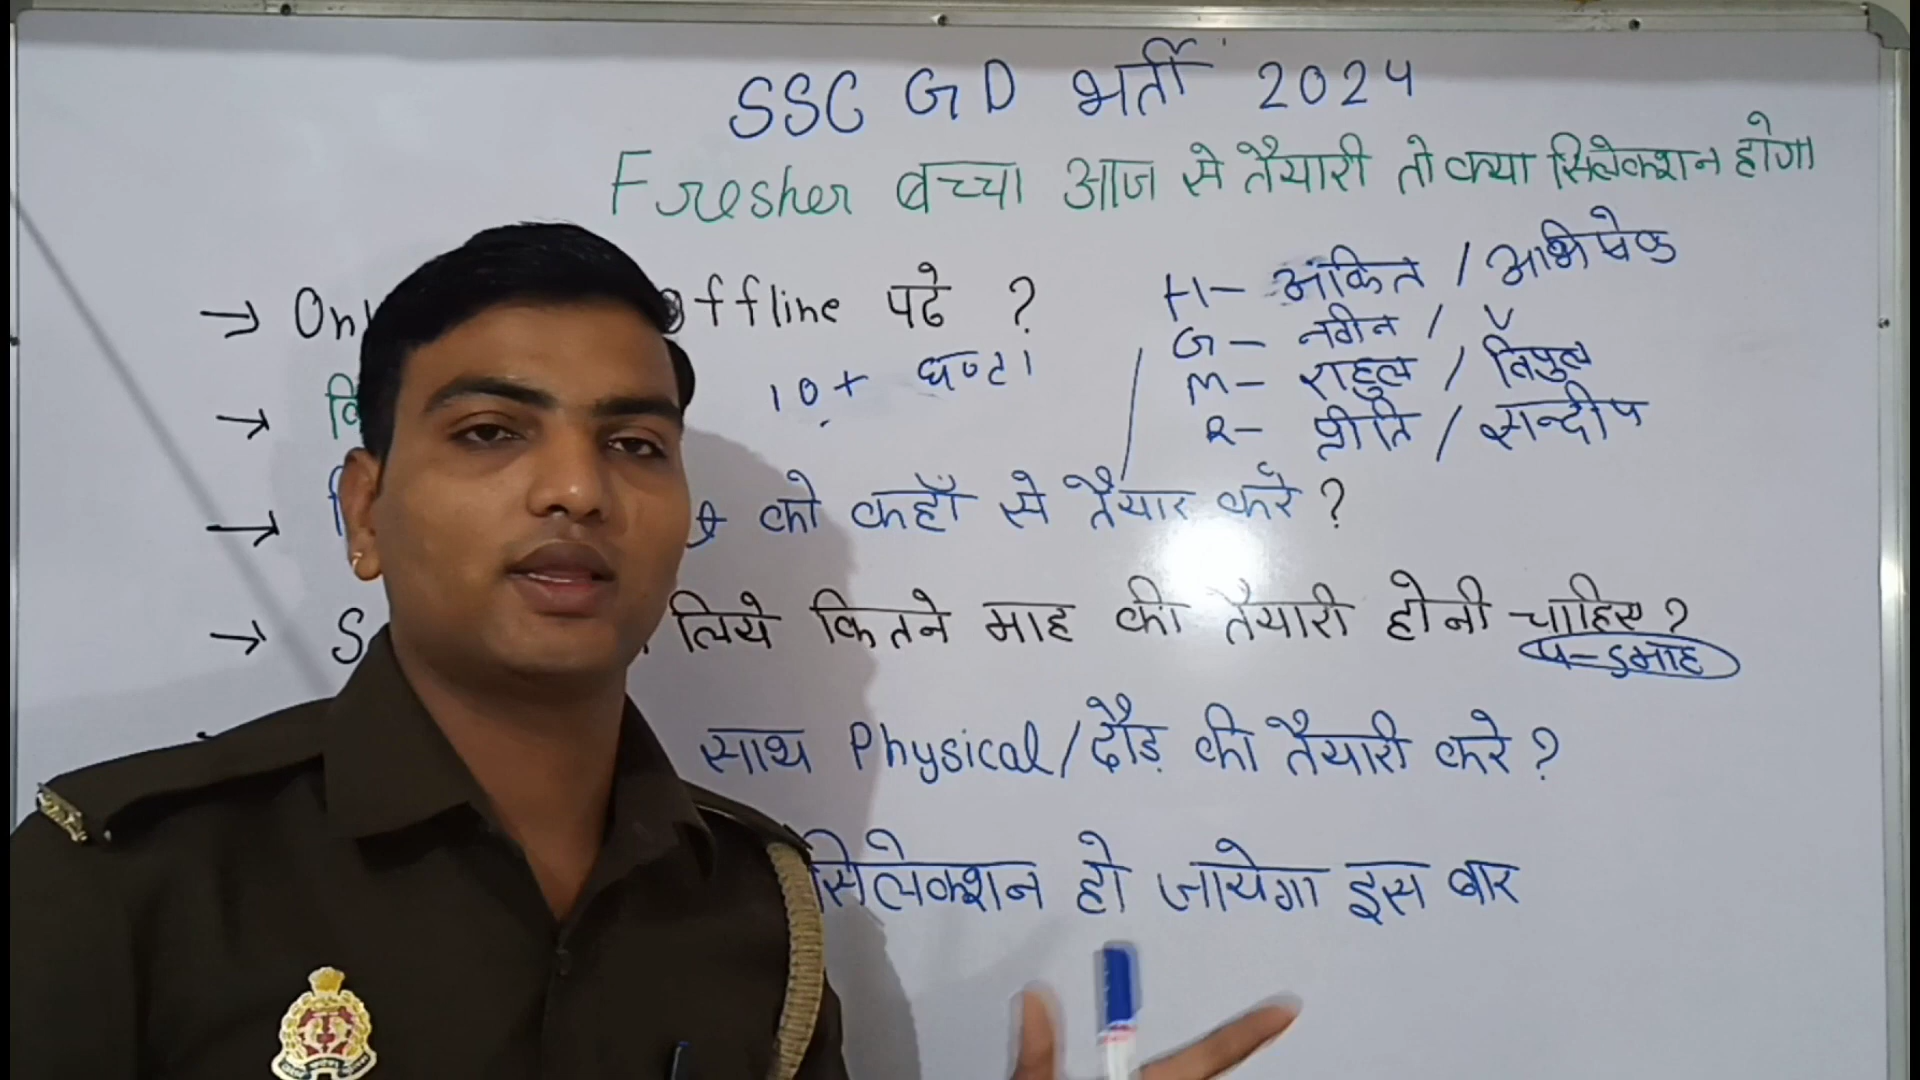 SSC GD भर्ती 2024
Fresher बच्चा आज से तैयारी तो क्या सिलेक्शन होगा
→ On ffline पढे ?
H- अंकित / अभिषेक
G- नवीन /
10+ घण्टा
M- राहुल / विपुल
→
R- प्रीति / सन्दीप
→ को कहाँ से तैयार करें ?
→ S लिये कितने माह की तैयारी होनी चाहिए ?
4-5माह
साथ Physical/दौड़ की तैयारी करे ?
सिलेक्शन हो जायेगा इस बार